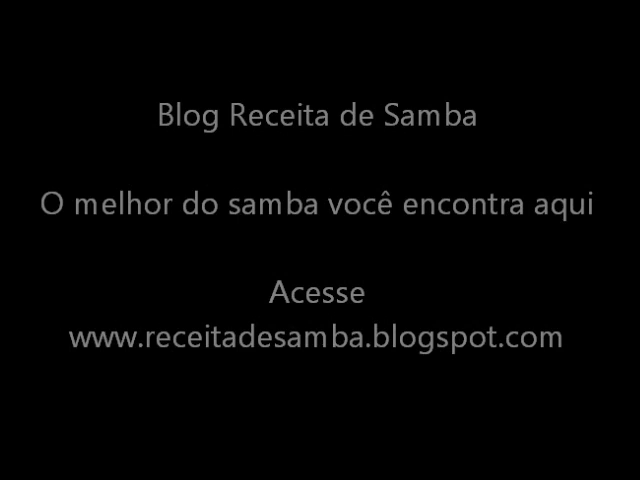 Blog Receita de Samba
O melhor do samba você encontra aqui
Acesse
www.receitadesamba.blogspot.com